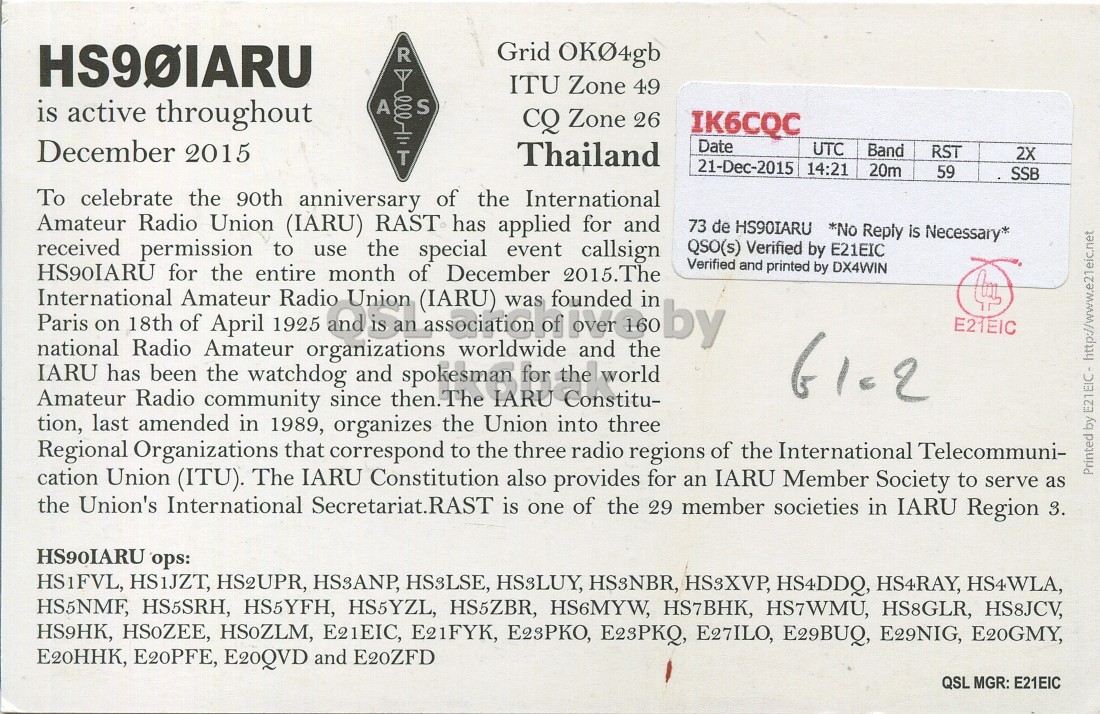 HS9ØIARU
is active throughout
December 2015
R
A S
T
Grid OKØ4gb
ITU Zone 49
CQ Zone 26
Thailand
IK6CQC
Date UTC Band RST 2X
21-Dec-2015 14:21 20m 59 . SSB
73 de HS90IARU *No Reply is Necessary*
QSO(s) Verified by E21EIC
Verified and printed by DX4WIN
E21EIC
To celebrate the 90th anniversary of the International
Amateur Radio Union (IARU) RAST has applied for and
received permission to use the special event callsign
HS90IARU for the entire month of December 2015.The
International Amateur Radio Union (IARU) was founded in
Paris on 18th of April 1925 and is an association of over 160
national Radio Amateur organizations worldwide and the
IARU has been the watchdog and spokesman for the world
Amateur Radio community since then.The IARU Constitu-
tion, last amended in 1989, organizes the Union into three
Regional Organizations that correspond to the three radio regions of the International Telecommuni-
cation Union (ITU). The IARU Constitution also provides for an IARU Member Society to serve as
the Union's International Secretariat.RAST is one of the 29 member societies in IARU Region 3.
QSL archive by
ik6bak
HS90IARU ops:
HS1FVL, HS1JZT, HS2UPR, HS3ANP, HS3LSE, HS3LUY, HS3NBR, HS3XVP, HS4DDQ, HS4RAY, HS4WLA,
HS5NMF, HS5SRH, HS5YFH, HS5YZL, HS5ZBR, HS6MYW, HS7BHK, HS7WMU, HS8GLR, HS8JCV,
HS9HK, HS0ZEE, HS0ZLM, E21EIC, E21FYK, E23PKO, E23PKQ, E27ILO, E29BUQ, E29NIG, E20GMY,
E20HHK, E20PFE, E20QVD and E20ZFD
QSL MGR: E21EIC
Printed by E21EIC - http://www.e21eic.net